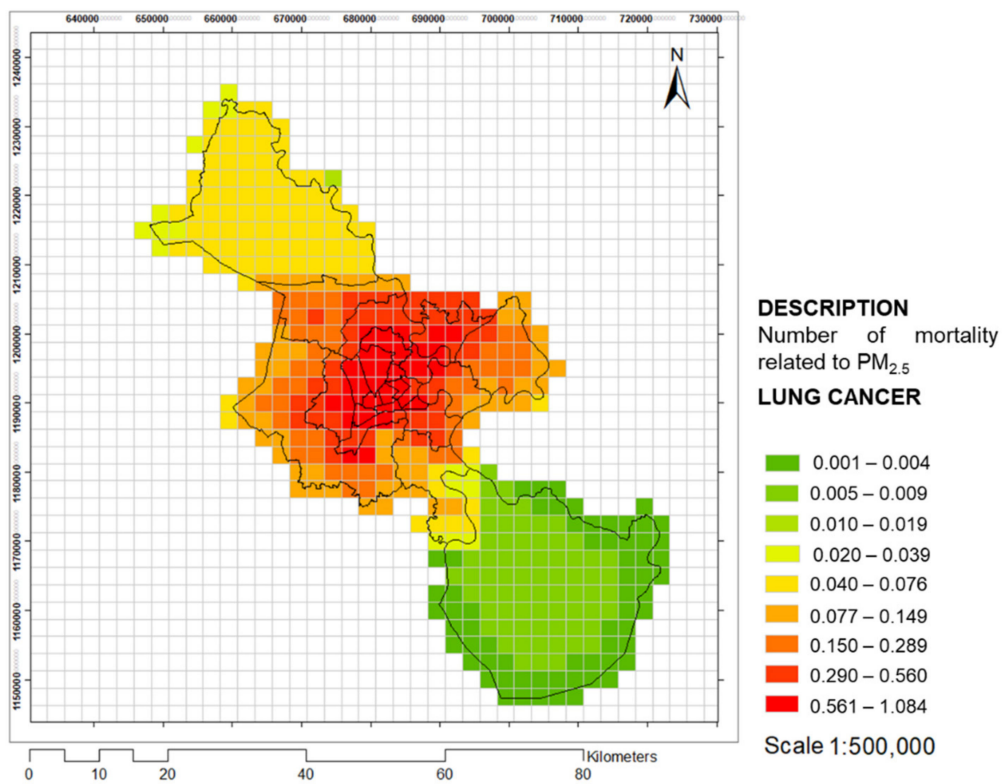 640000 650000 660000 670000 680000 690000 700000 710000 720000 730000
1240000
1230000
1220000
1210000
1200000
1190000
1180000
1170000
1160000
1150000
N
DESCRIPTION
Number of mortality
related to PM2.5
LUNG CANCER
0.001 – 0.004
0.005 – 0.009
0.010 – 0.019
0.020 – 0.039
0.040 – 0.076
0.077 – 0.149
0.150 – 0.289
0.290 – 0.560
0.561 - 1.084
Scale 1:500,000
Kilometers
0 10 20 40 60 80